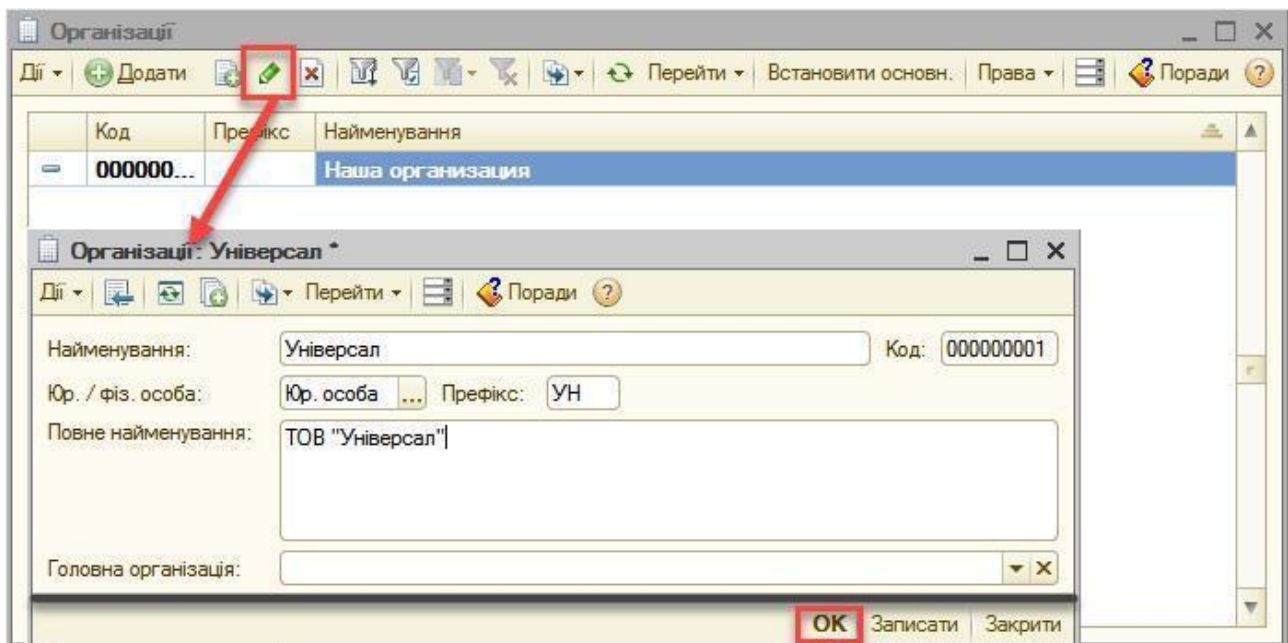 Організації
Дії Додати Перейти Встановити основн. Права Поради ?
Код Префікс Найменування
000000... Наша организация
Організації: Універсал *
Дії Перейти Поради ?
Найменування: Універсал Код: 000000001
Юр. / фіз. особа: Юр. особа ... Префікс: УН
Повне найменування: ТОВ "Універсал"
Головна організація:
OK Записати Закрити